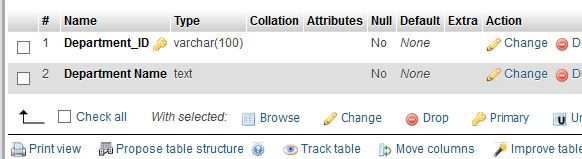 # Name Type Collation Attributes Null Default Extra Action
1 Department_ID varchar(100) No None Change D
2 Department Name text No None Change D
Check all With selected: Browse Change Drop Primary U
Print view Propose table structure Track table Move columns Improve table